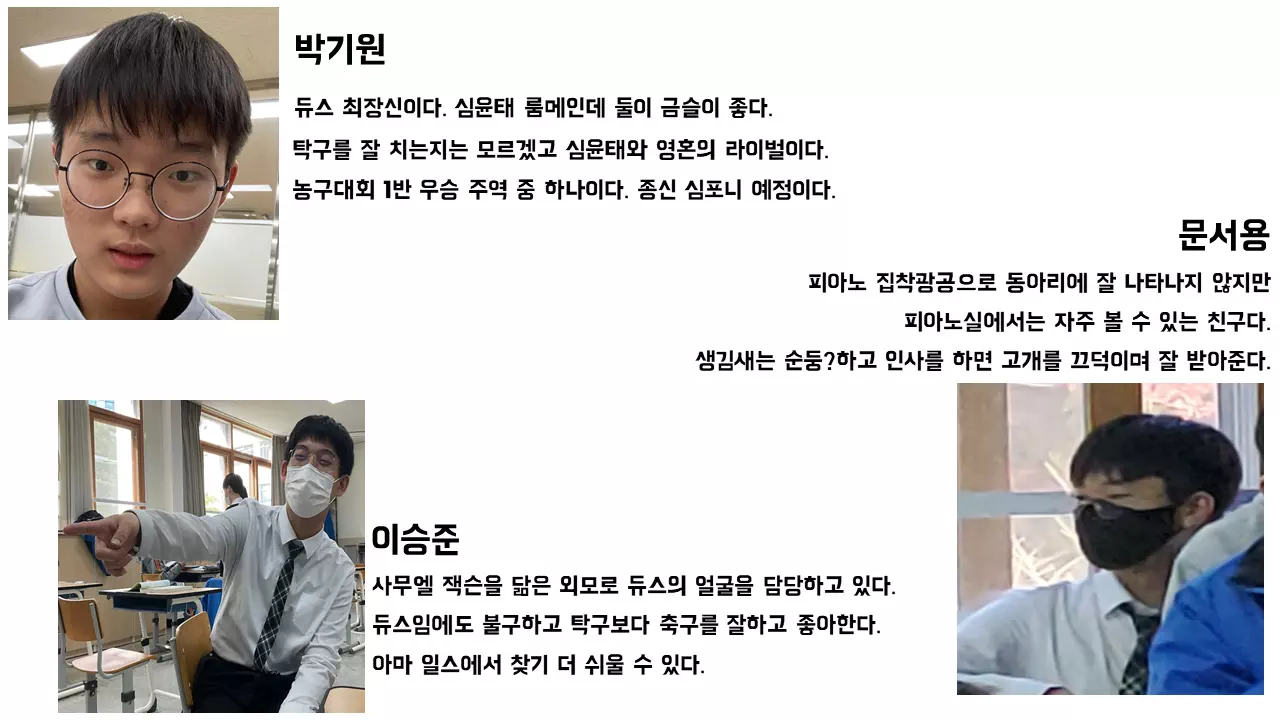 박기원
듀스 최장신이다. 심윤태 룸메인데 둘이 금슬이 좋다.
탁구를 잘 치는지는 모르겠고 심윤태와 영혼의 라이벌이다.
농구대회 1반 우승 주역 중 하나이다. 종신 심포니 예정이다.
문서용
피아노 집착광공으로 동아리에 잘 나타나지 않지만
피아노실에서는 자주 볼 수 있는 친구다.
생김새는 순둥?하고 인사를 하면 고개를 끄덕이며 잘 받아준다.
이승준
사무엘 잭슨을 닮은 외모로 듀스의 얼굴을 담당하고 있다.
듀스임에도 불구하고 탁구보다 축구를 잘하고 좋아한다.
아마 일스에서 찾기 더 쉬울 수 있다.